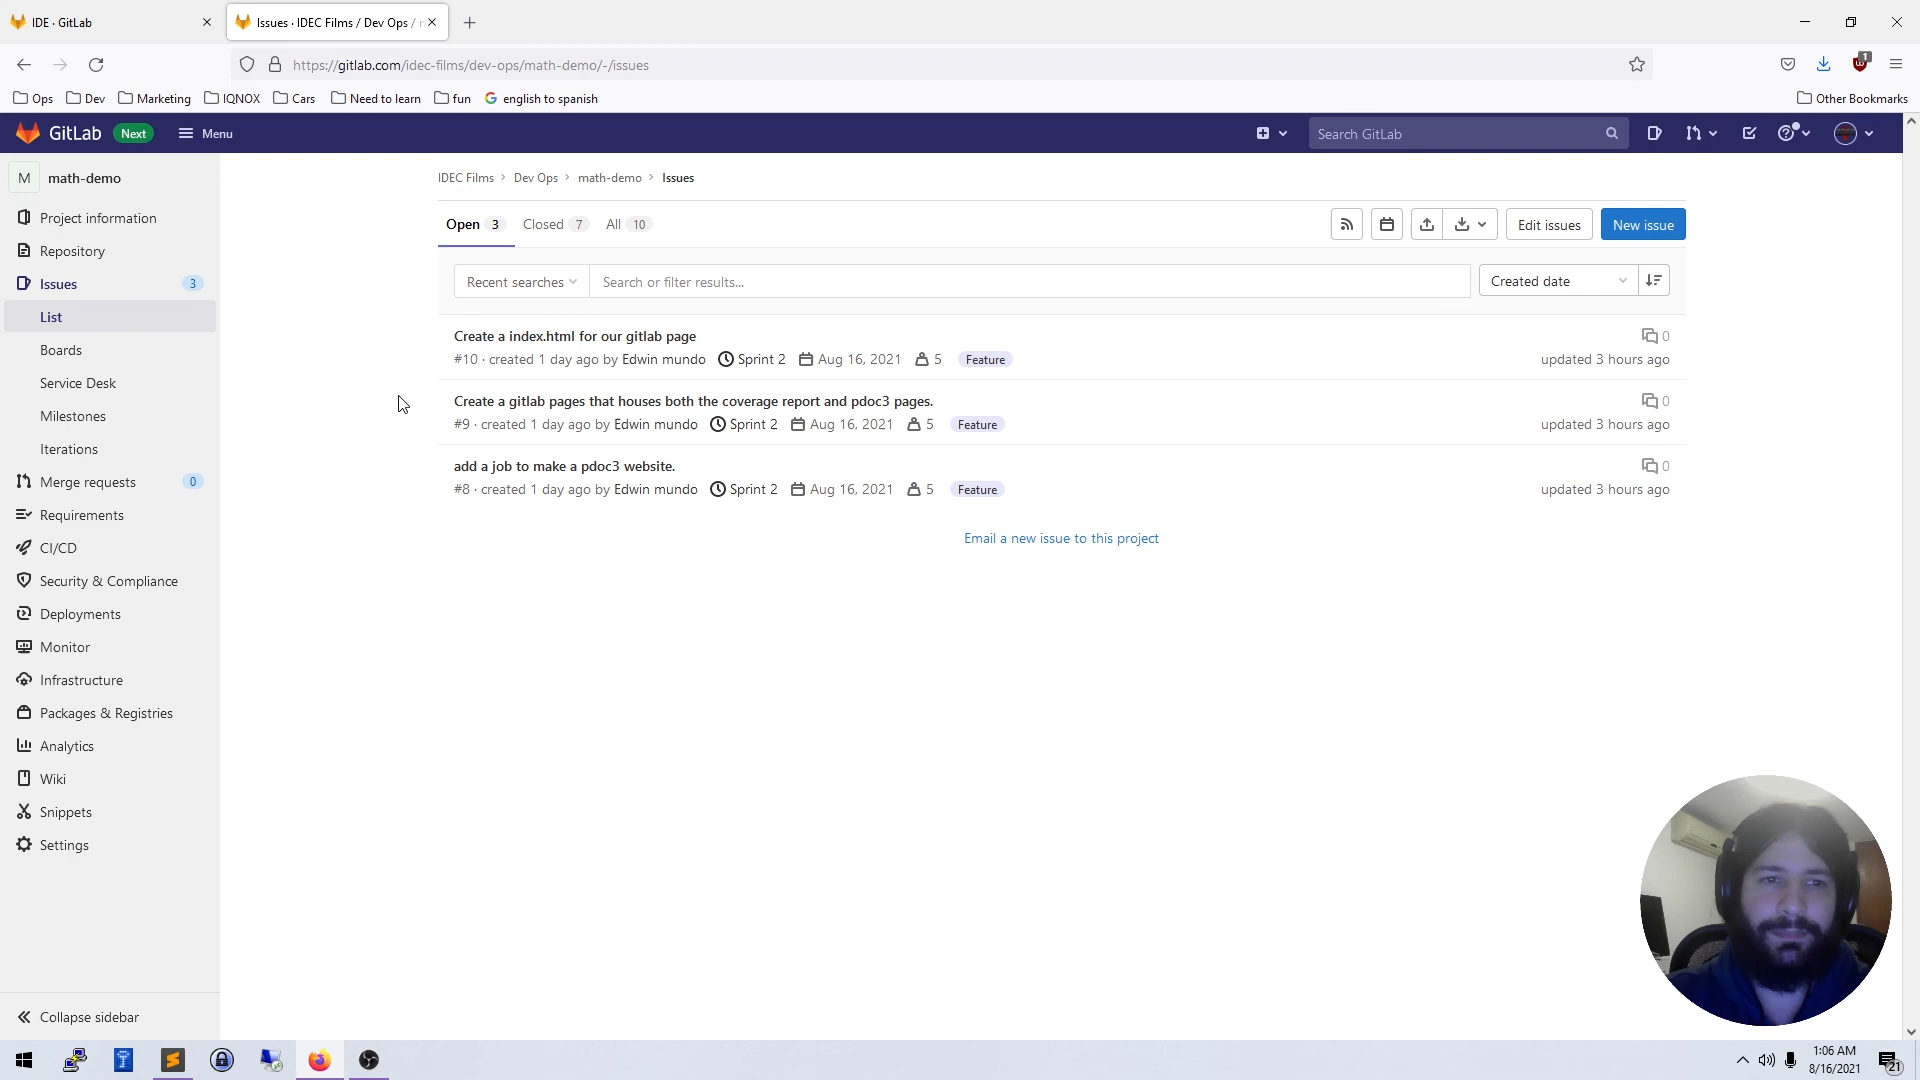 IDE · GitLab
Issues · IDEC Films / Dev Ops /
https://gitlab.com/idec-films/dev-ops/math-demo/-/issues
1
Ops Dev Marketing IQNOX Cars Need to learn fun english to spanish Other Bookmarks
GitLab Next Menu Search GitLab
M math-demo
Project information
Repository
Issues 3
List
Boards
Service Desk
Milestones
Iterations
Merge requests 0
Requirements
CI/CD
Security & Compliance
Deployments
Monitor
Infrastructure
Packages & Registries
Analytics
Wiki
Snippets
Settings
Collapse sidebar
IDEC Films > Dev Ops > math-demo > Issues
Open 3 Closed 7 All 10 Edit issues New issue
Recent searches Search or filter results... Created date
Create a index.html for our gitlab page 0
#10 · created 1 day ago by Edwin mundo Sprint 2 Aug 16, 2021 5 Feature updated 3 hours ago
Create a gitlab pages that houses both the coverage report and pdoc3 pages. 0
#9 · created 1 day ago by Edwin mundo Sprint 2 Aug 16, 2021 5 Feature updated 3 hours ago
add a job to make a pdoc3 website. 0
#8 · created 1 day ago by Edwin mundo Sprint 2 Aug 16, 2021 5 Feature updated 3 hours ago
Email a new issue to this project
1:06 AM
8/16/2021
21